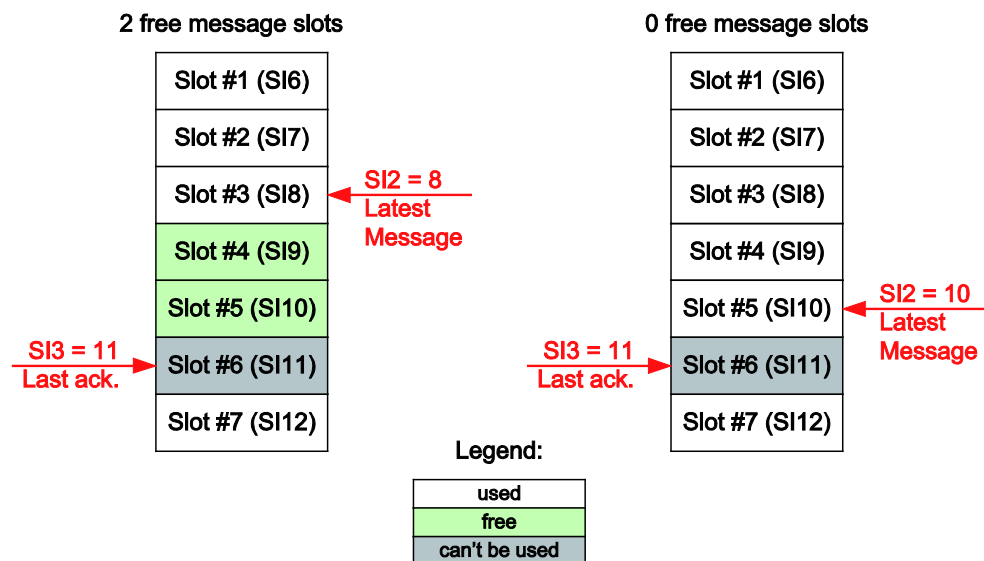 2 free message slots
Slot #1 (SI6)
Slot #2 (SI7)
Slot #3 (SI8)
Slot #4 (SI9)
Slot #5 (SI10)
Slot #6 (SI11)
Slot #7 (SI12)
SI2 = 8
Latest
Message
SI3 = 11
Last ack.
0 free message slots
Slot #1 (SI6)
Slot #2 (SI7)
Slot #3 (SI8)
Slot #4 (SI9)
Slot #5 (SI10)
Slot #6 (SI11)
Slot #7 (SI12)
SI2 = 10
Latest
Message
SI3 = 11
Last ack.
Legend:
used
free
can't be used